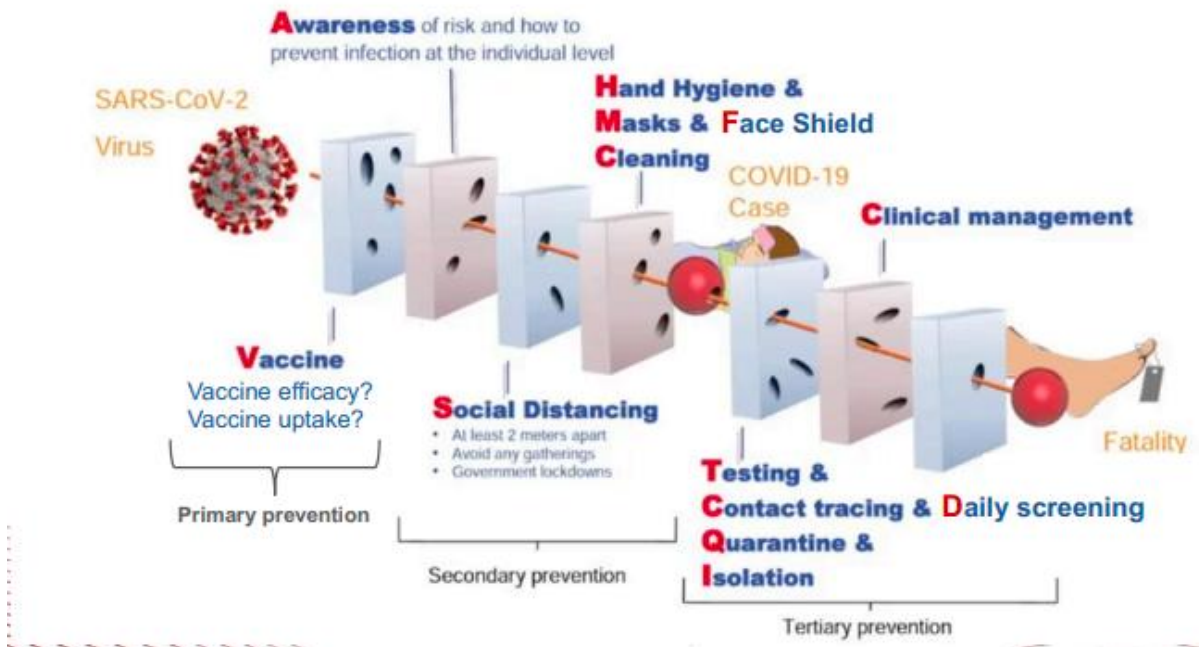 Awareness of risk and how to
prevent infection at the individual level
SARS-CoV-2
Virus
Hand Hygiene &
Masks & Face Shield
Cleaning
COVID-19
Case
Clinical management
Vaccine
Vaccine efficacy?
Vaccine uptake?
Primary prevention
Social Distancing
• At least 2 meters apart
• Avoid any gatherings
• Government lockdowns
Secondary prevention
Testing &
Contact tracing & Daily screening
Quarantine &
Isolation
Tertiary prevention
Fatality